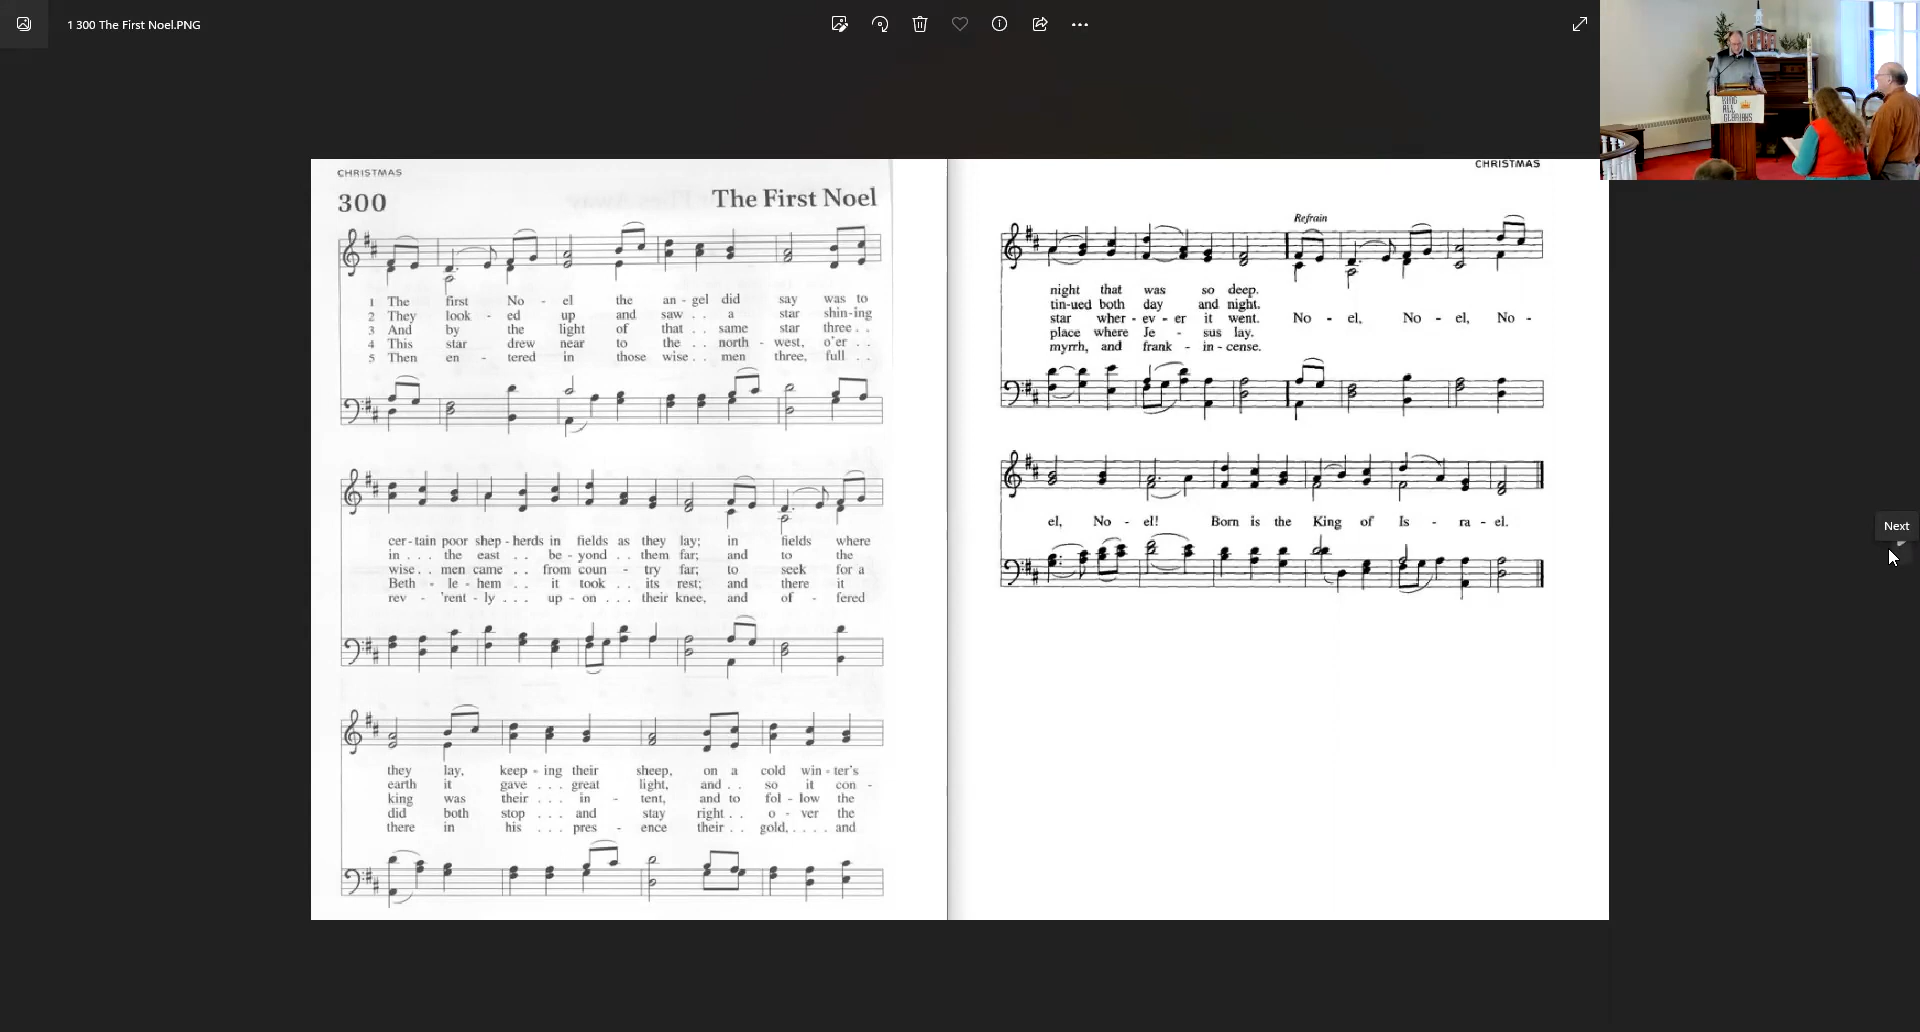 1 300 The First Noel.PNG
CHRISTMAS
300 The First Noel
1 The first No - el the an - gel did say was to
2 They look - ed up and saw . . a star shin-ing
3 And by the light of that . . same star three . .
4 This star drew near to the . . north - west, o'er . .
5 Then en - tered in those wise . . men three, full . .
cer - tain poor shep - herds in fields as they lay; in fields where
in . . . the east . . be - yond . . them far; and to the
wise . . men came . . from coun - try far; to seek for a
Beth - le - hem . . it took . . its rest; and there it
rev - 'rent - ly . . . up - on . . . their knee, and of - fered
they lay, keep - ing their sheep, on a cold win - ter's
earth it gave . . . great light, and . . so it con -
king was their . . . in - tent, and to fol - low the
did both stop . . . and stay right . . o - ver the
there in his . . . pres - ence their . . gold, . . . . and
CHRISTMAS
Refrain
night that was so deep.
tin-ued both day and night.
star wher - ev - er it went. No - el, No - el, No -
place where Je - sus lay.
myrrh, and frank - in - cense.
el, No - el! Born is the King of Is - ra - el.
KING
ALL
GLORIOUS
Next